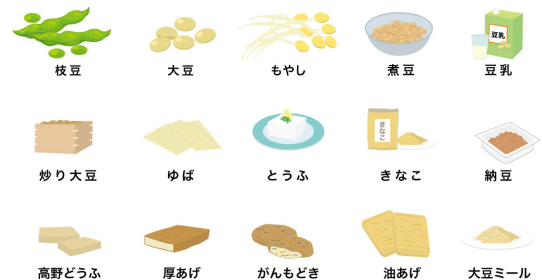 豆乳
枝豆
大豆
もやし
煮豆
豆乳
きなこ
炒り大豆
ゆば
とうふ
きなこ
納豆
高野どうふ
厚あげ
がんもどき
油あげ
大豆ミール